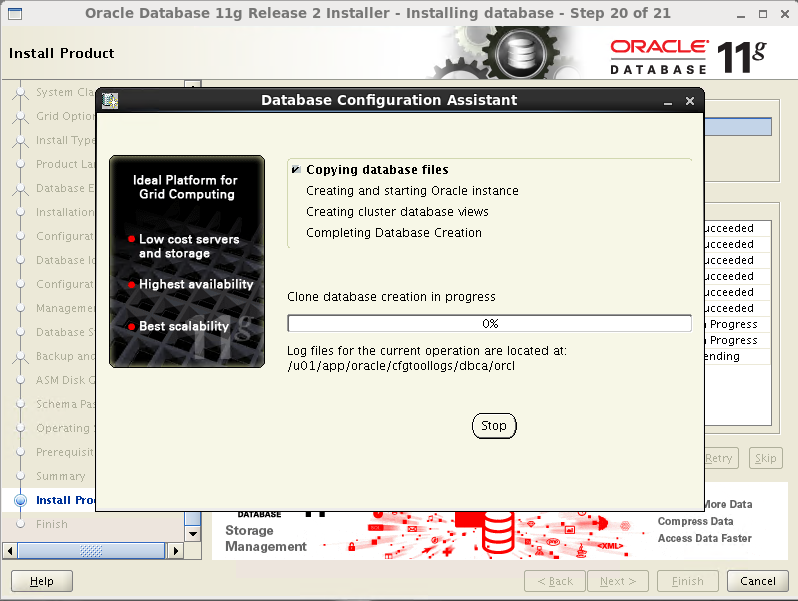 Oracle Database 11g Release 2 Installer - Installing database - Step 20 of 21
Install Product
ORACLE
DATABASE 11g
System Cla
Grid Option
Install Type
Product Lan
Database E
Installation
Configurat
Database Id
Configurat
Managemen
Database S
Backup and
ASM Disk G
Schema Pas
Operating S
Prerequisit
Summary
Install Pro
Finish
Database Configuration Assistant
Ideal Platform for
Grid Computing
Low cost servers
and storage
Highest availability
Best scalability
11g
Copying database files
Creating and starting Oracle instance
Creating cluster database views
Completing Database Creation
Clone database creation in progress
0%
Log files for the current operation are located at:
/u01/app/oracle/cfgtoollogs/dbca/orcl
Stop
ucceeded
ucceeded
ucceeded
ucceeded
ucceeded
ucceeded
n Progress
n Progress
ending
Retry
Skip
DATABASE
Storage
Management
<XML>
More Data
Compress Data
Access Data Faster
Help
< Back
Next >
Finish
Cancel